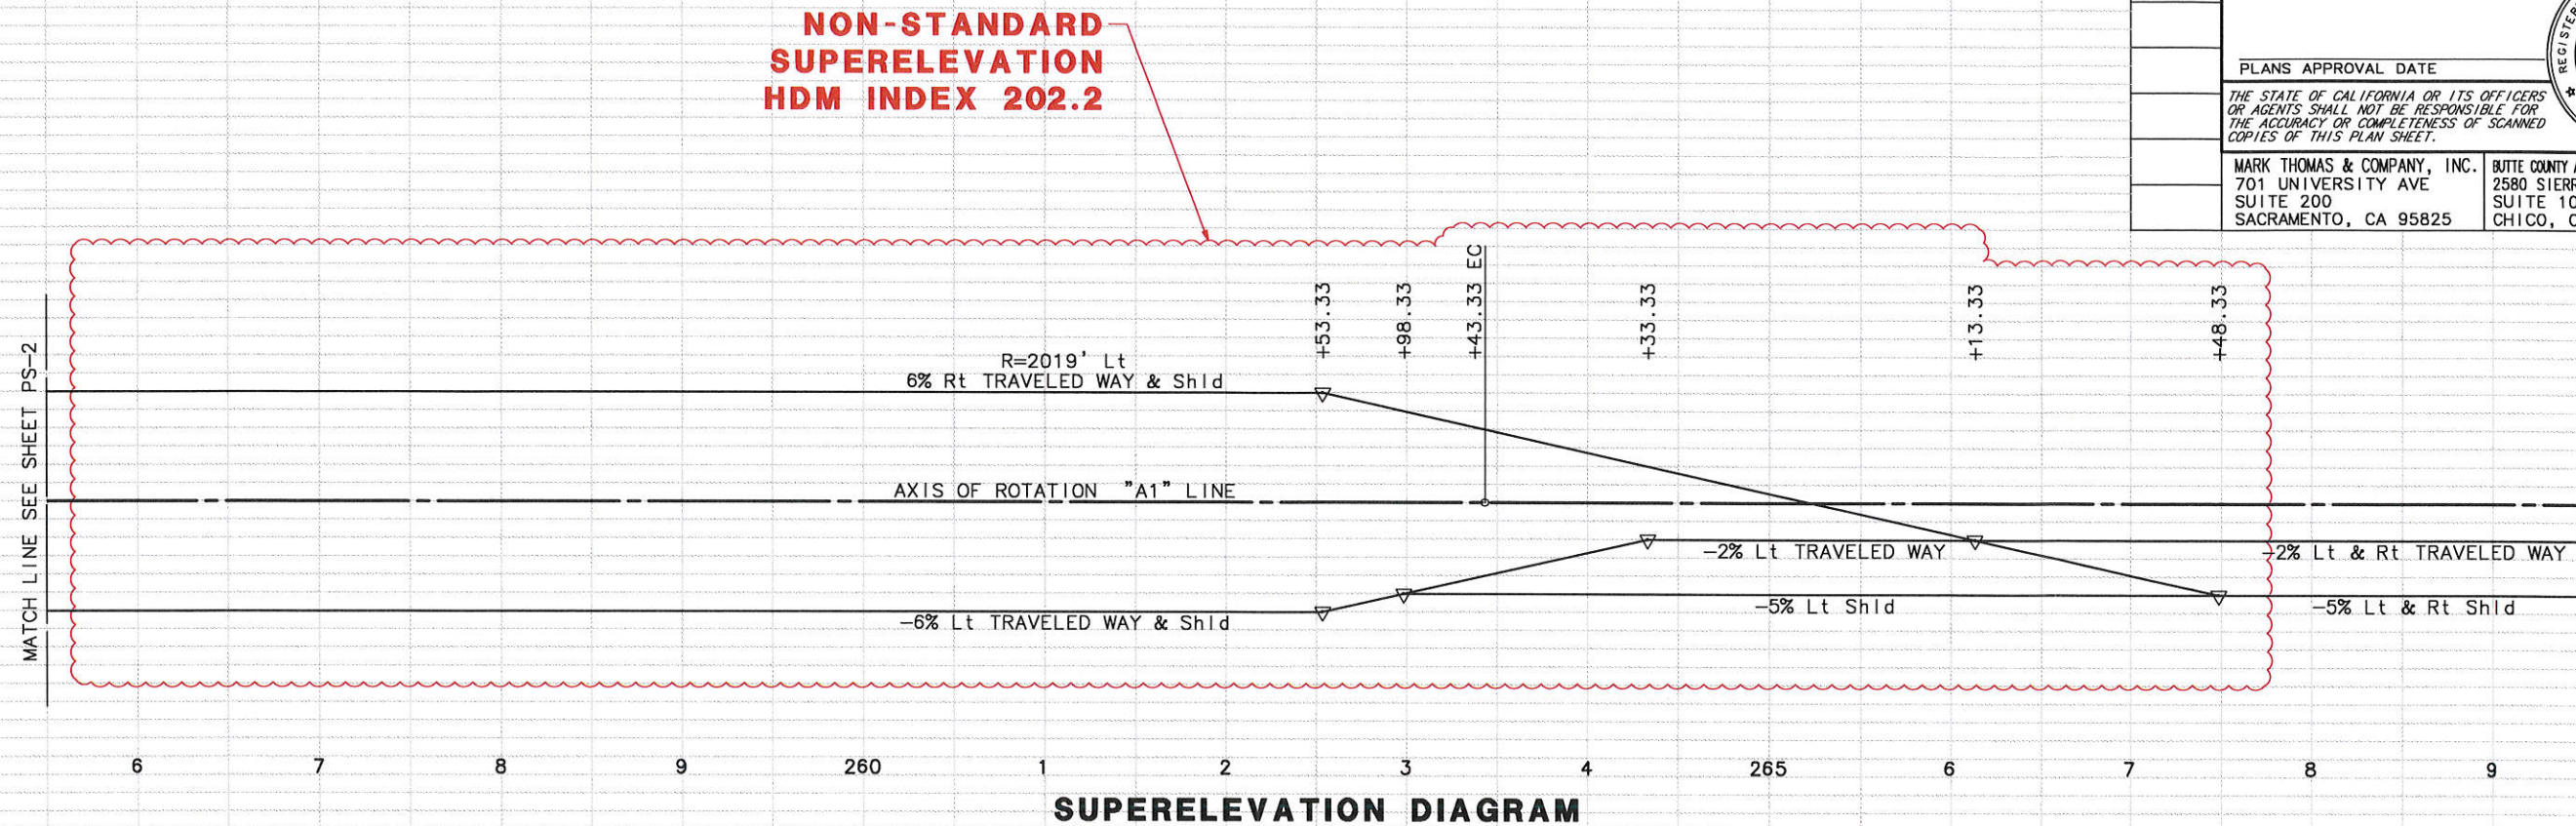 NON-STANDARD
SUPERELEVATION
HDM INDEX 202.2
PLANS APPROVAL DATE
THE STATE OF CALIFORNIA OR ITS OFFICERS
OR AGENTS SHALL NOT BE RESPONSIBLE FOR
THE ACCURACY OR COMPLETENESS OF SCANNED
COPIES OF THIS PLAN SHEET.
MARK THOMAS & COMPANY, INC.
701 UNIVERSITY AVE
SUITE 200
SACRAMENTO, CA 95825
BUTTE COUNTY
2580
SUITE
CHICO,
MATCH LINE SEE SHEET PS-2
R=2019' Lt
6% Rt TRAVELED WAY & Shld
+53.33
+98.33
+43.33 EC
+33.33
+13.33
+48.33
AXIS OF ROTATION "A1" LINE
-2% Lt TRAVELED WAY
-2% Lt & Rt TRAVELED WAY
-6% Lt TRAVELED WAY & Shld
-5% Lt Shld
-5% Lt & Rt Shld
6 7 8 9 260 1 2 3 4 265 6 7 8 9
SUPERELEVATION DIAGRAM